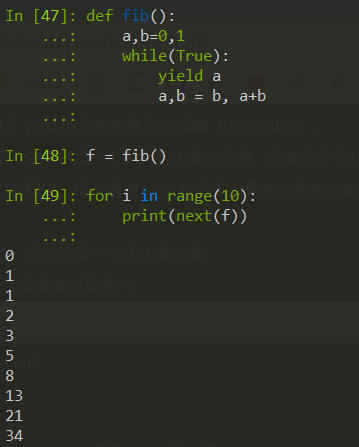 In [47]: def fib():
    ...:     a,b=0,1
    ...:     while(True):
    ...:         yield a
    ...:         a,b = b, a+b
    ...:
In [48]: f = fib()
In [49]: for i in range(10):
    ...:     print(next(f))
    ...:
0
1
1
2
3
5
8
13
21
34